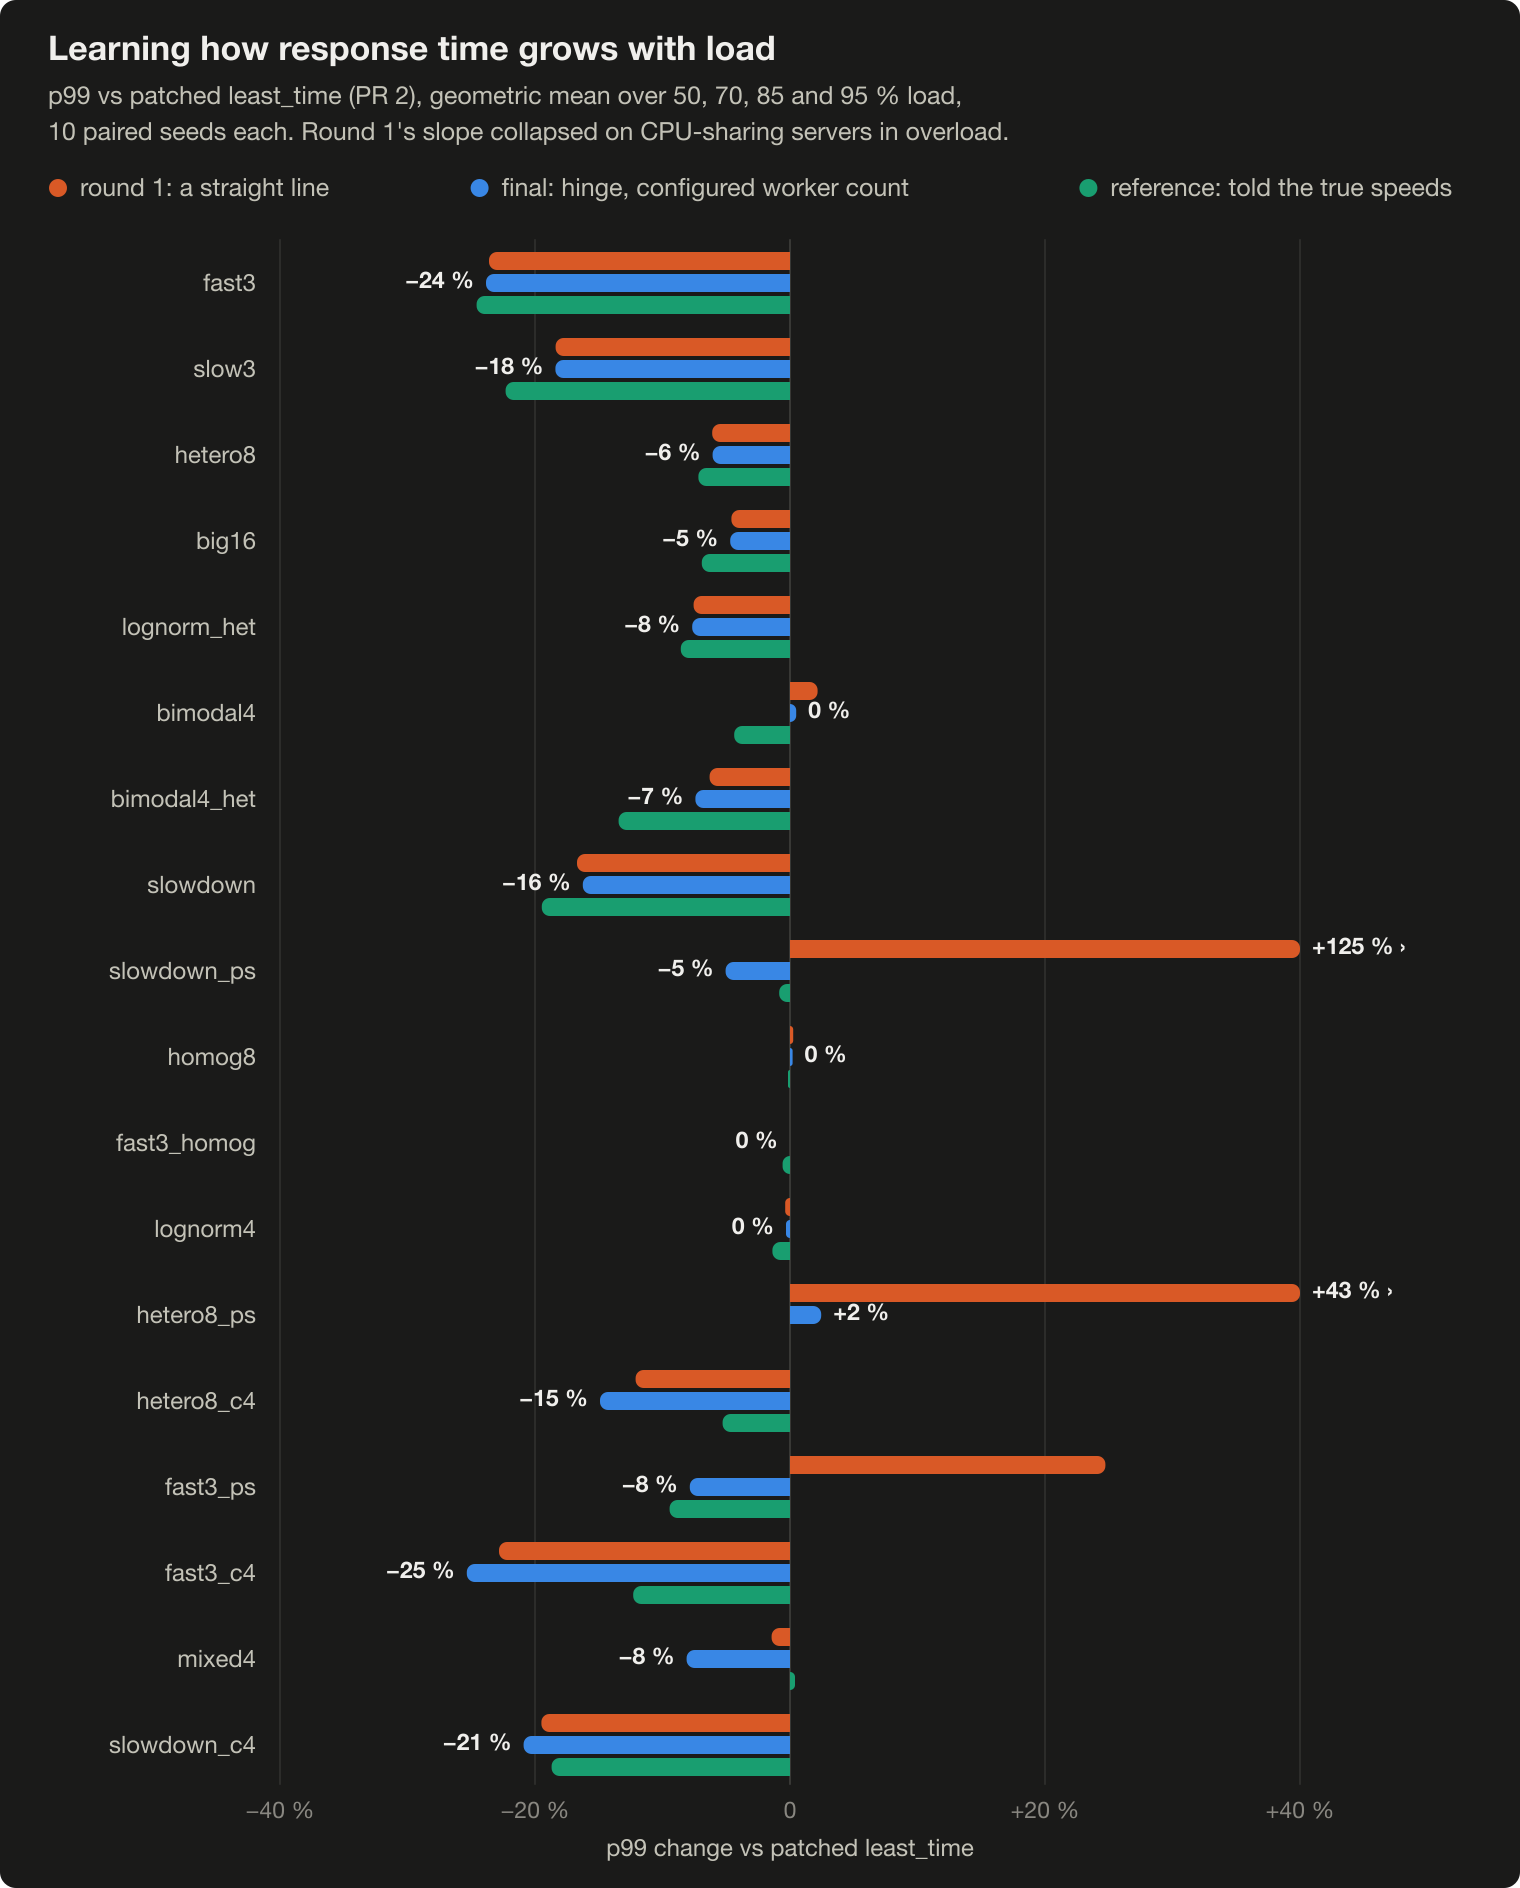 Learning how response time grows with load
p99 vs patched least_time (PR 2), geometric mean over 50, 70, 85 and 95 % load,
10 paired seeds each. Round 1's slope collapsed on CPU-sharing servers in overload.
round 1: a straight line
final: hinge, configured worker count
reference: told the true speeds
fast3
−24 %
slow3
−18 %
hetero8
−6 %
big16
−5 %
lognorm_het
−8 %
bimodal4
0 %
bimodal4_het
−7 %
slowdown
−16 %
+125 % ›
slowdown_ps
−5 %
homog8
0 %
fast3_homog
0 %
lognorm4
0 %
+43 % ›
hetero8_ps
+2 %
hetero8_c4
−15 %
fast3_ps
−8 %
fast3_c4
−25 %
mixed4
−8 %
slowdown_c4
−21 %
−40 %
−20 %
0
+20 %
+40 %
p99 change vs patched least_time